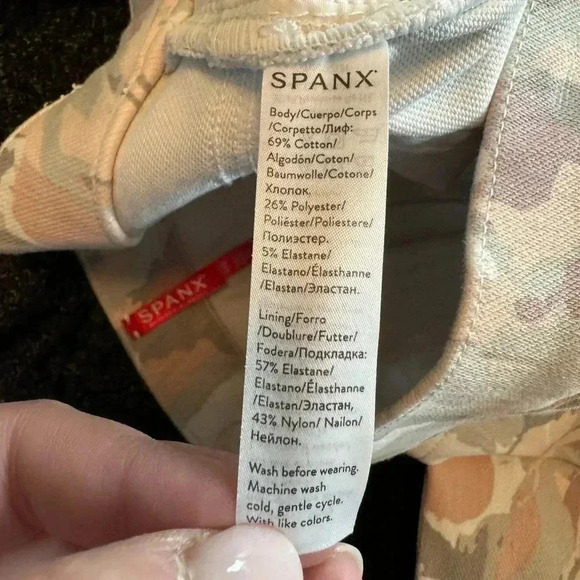 SPANX
Body/Cuerpo/Corps
/Corpetto/Лиф:
69% Cotton/
Algodón/Coton/
Baumwolle/Cotone/
Хлопок.
26% Polyester/
Poliéster/Poliestere/
Полиэстер.
5% Elastane/
Elastano/Élasthanne
/Elastan/Эластан.
Lining/Forro
/Doublure/Futter/
Fodera/Подкладка:
57% Elastane/
Elastano/Élasthanne
/Elastan/Эластан,
43% Nylon/ Nailon/
Нейлон.
Wash before wearing.
Machine wash
cold, gentle cycle.
With like colors.
SPANX